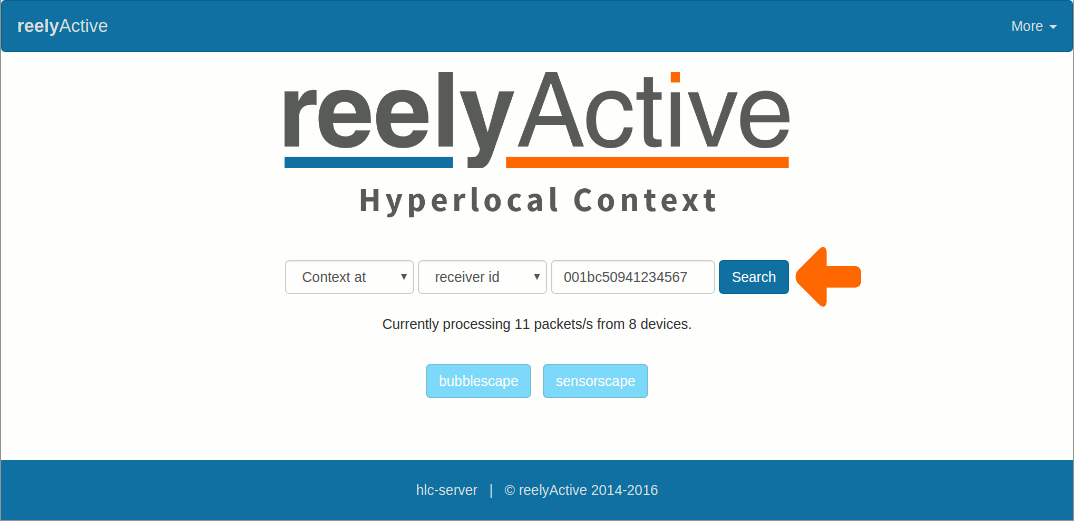 reelyActive More
reelyActive
Hyperlocal Context
Context at receiver id 001bc50941234567 Search
Currently processing 11 packets/s from 8 devices.
bubblescape sensorscape
hlc-server | © reelyActive 2014-2016